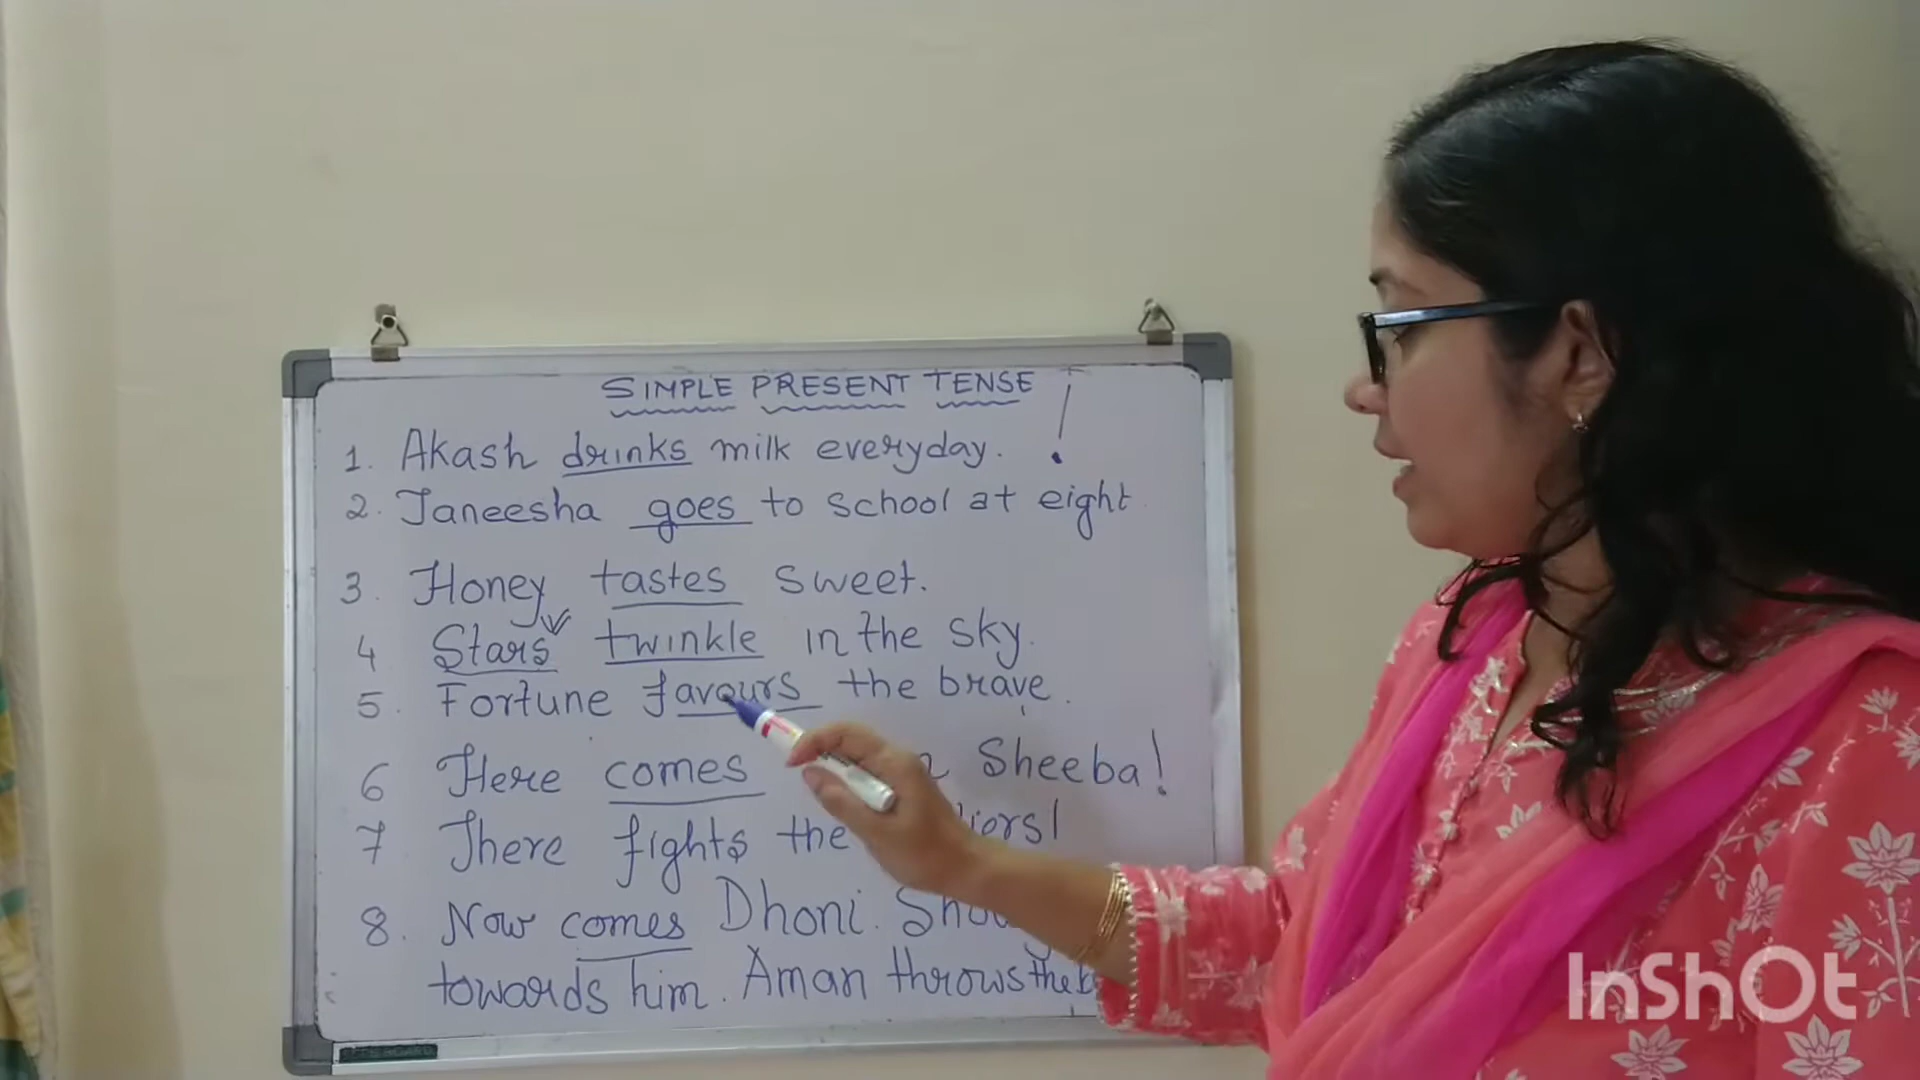 SIMPLE PRESENT TENSE
1. Akash drinks milk everyday. !
2. Taneesha goes to school at eight
3. Honey tastes sweet.
4 Stars twinkle in the sky.
5. Fortune favours the brave.
6 Here comes Sheeba!
7 There fights the !
8. Now comes Dhoni.
towards him. Aman throws the
InShOt